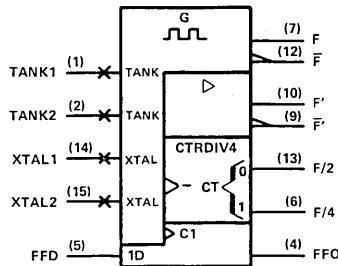 G
(7) F
(12) F̅
TANK1 (1) TANK
(10) F'
TANK2 (2) TANK
(9) F̅'
CTRDIV4
XTAL1 (14) XTAL
(13) F/2
0
CT
XTAL2 (15) XTAL
1
(6) F/4
C1
FFD (5) 1D
(4) FFO